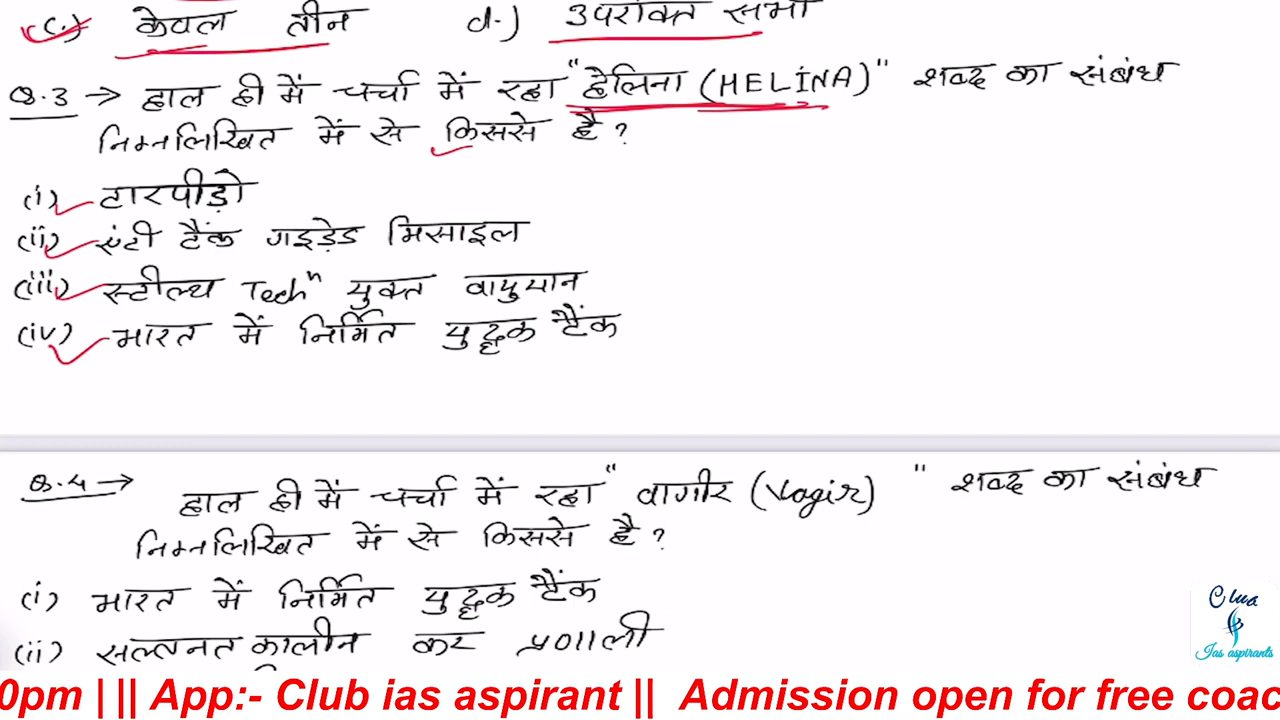 (c.) केवल तीन d.) उपरोक्त सभी
Q.3 → हाल ही में चर्चा में रहा "हेलिना (HELINA)" शब्द का संबंध
निम्नलिखित में से किससे है?
(i) टारपीड़ो
(ii) एंटी टैंक गाइड़ेड मिसाइल
(iii) स्टील्थ Techⁿ युक्त वायुयान
(iv) भारत में निर्मित युद्धक टैंक
Q.4 → हाल ही में चर्चा में रहा "वागीर (Vagir) " शब्द का संबंध
निम्नलिखित में से किससे है?
(i) भारत में निर्मित युद्धक टैंक
(ii) सल्तनत कालीन कर प्रणाली
Club
Ias aspirants
0pm | || App:- Club ias aspirant || Admission open for free coac